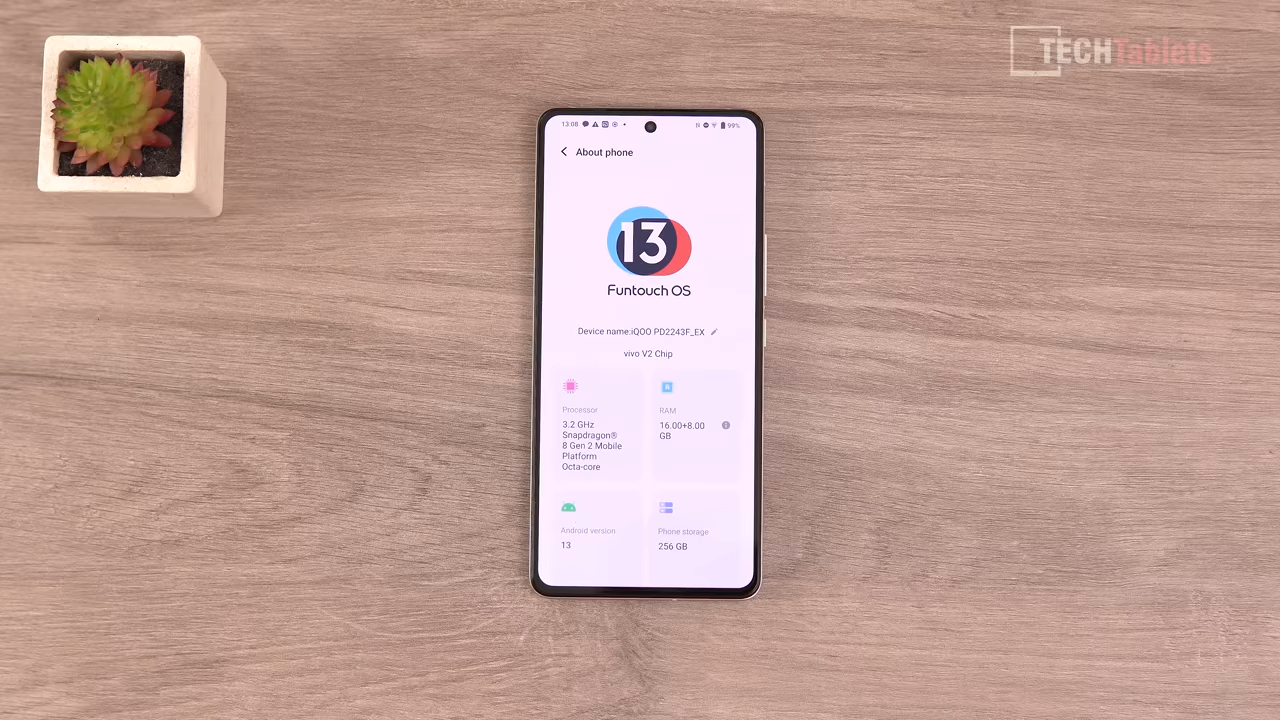 TECHTablets
13:08
99%
About phone
13
Funtouch OS
Device name:iQOO PD2243F_EX
vivo V2 Chip
Processor
3.2 GHz
Snapdragon®
8 Gen 2 Mobile
Platform
Octa-core
RAM
16.00+8.00
GB
Android version
13
Phone storage
256 GB